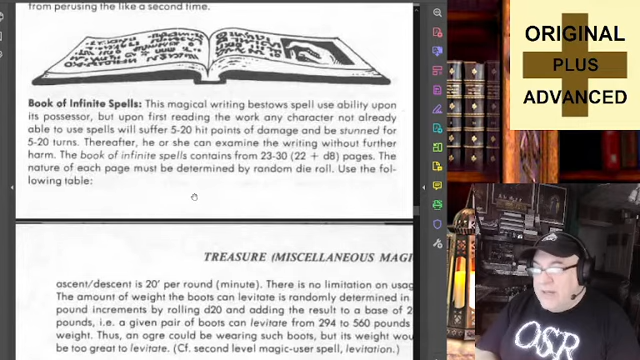 from perusing the like a second time.
Book of Infinite Spells: This magical writing bestows spell use ability upon
its possessor, but upon first reading the work any character not already
able to use spells will suffer 5-20 hit points of damage and be stunned for
5-20 turns. Thereafter, he or she can examine the writing without further
harm. The book of infinite spells contains from 23-30 (22 + d8) pages. The
nature of each page must be determined by random die roll. Use the fol-
lowing table:
TREASURE (MISCELLANEOUS MAGI
ascent/descent is 20' per round (minute). There is no limitation on usag
The amount of weight the boots can levitate is randomly determined in
pound increments by rolling d20 and adding the result to a base of 2
pounds, i.e. a given pair of boots can levitate from 294 to 560 pounds
weight. Thus, an ogre could be wearing such boots, but its weight wou
be too great to levitate. (Cf. second level magic-user spell, levitation.)
ORIGINAL
PLUS
ADVANCED
OSR